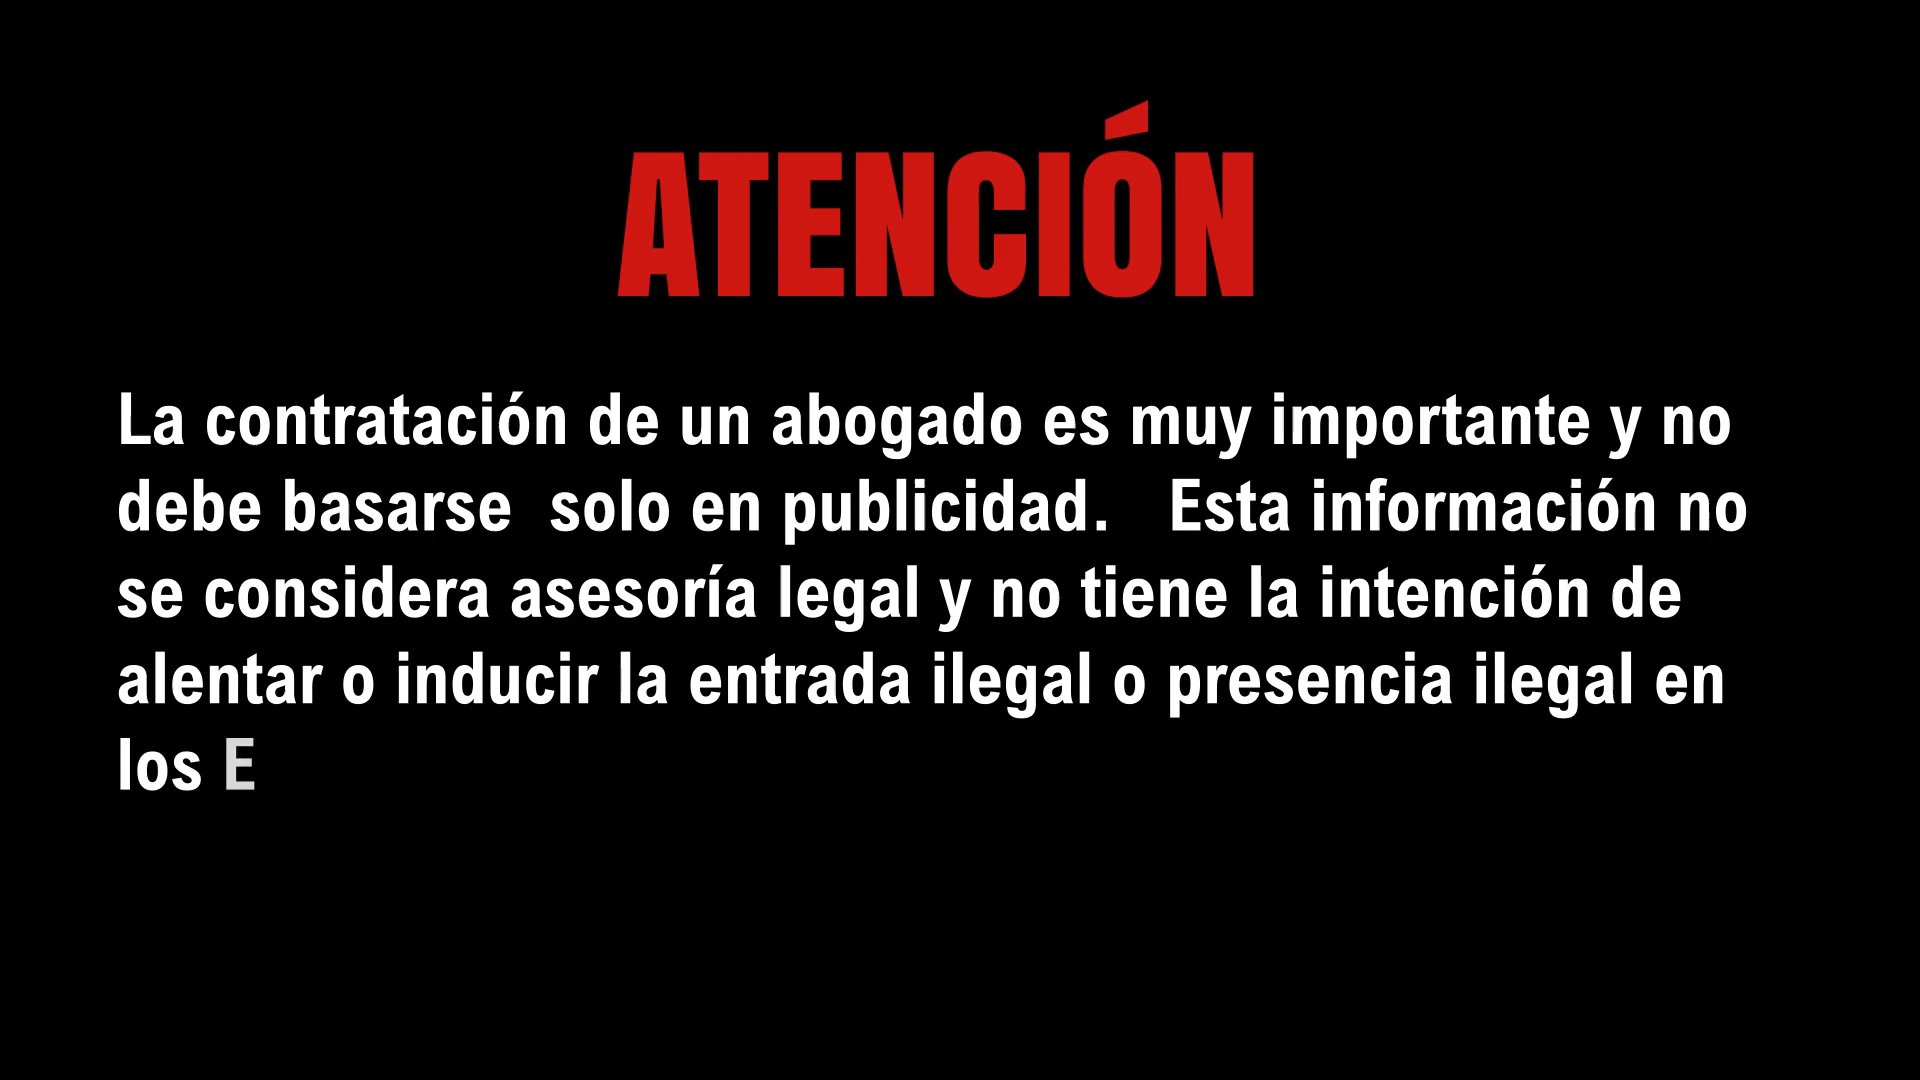 ATENCIÓN
La contratación de un abogado es muy importante y no
debe basarse  solo en publicidad.   Esta información no
se considera asesoría legal y no tiene la intención de
alentar o inducir la entrada ilegal o presencia ilegal en
los E